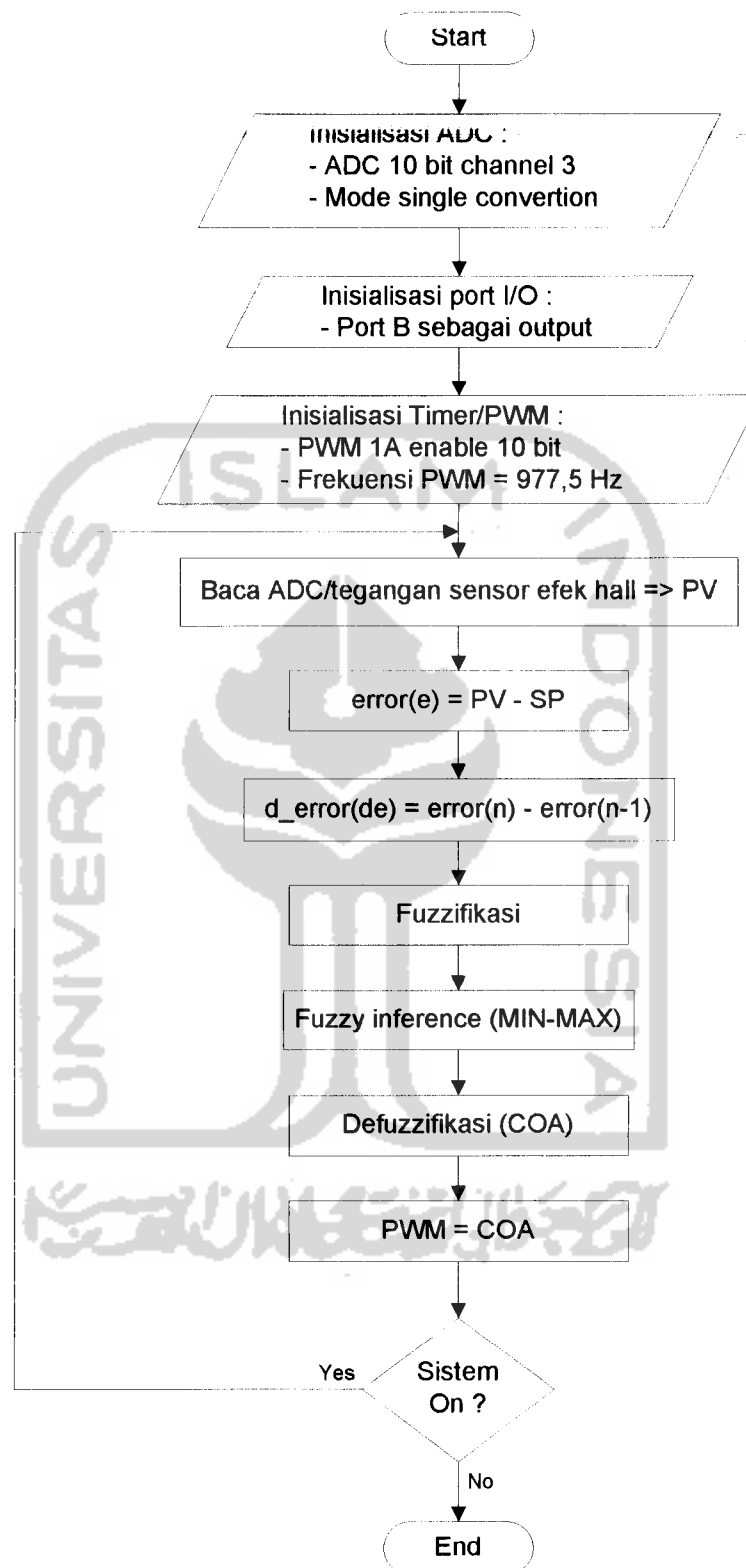 Start
Inisialisasi ADC :
- ADC 10 bit channel 3
- Mode single convertion
Inisialisasi port I/O :
- Port B sebagai output
Inisialisasi Timer/PWM :
- PWM 1A enable 10 bit
- Frekuensi PWM = 977,5 Hz
Baca ADC/tegangan sensor efek hall => PV
error(e) = PV - SP
d_error(de) = error(n) - error(n-1)
Fuzzifikasi
Fuzzy inference (MIN-MAX)
Defuzzifikasi (COA)
PWM = COA
Sistem
On ?
Yes
No
End
UNIVERSITAS
ISLAM
INDONESIA